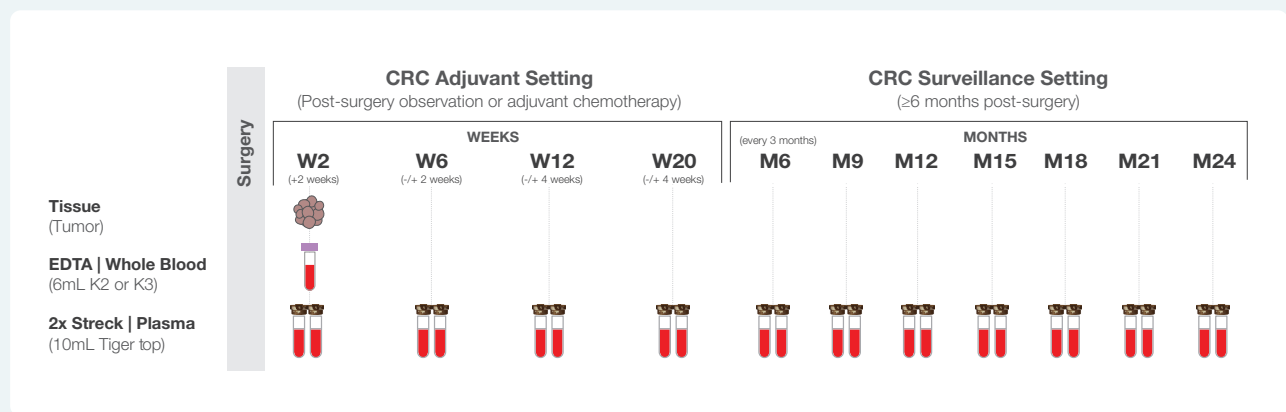 CRC Adjuvant Setting
(Post-surgery observation or adjuvant chemotherapy)
CRC Surveillance Setting
(≥6 months post-surgery)
Surgery
WEEKS
W2
(+2 weeks)
W6
(-/+ 2 weeks)
W12
(-/+ 4 weeks)
W20
(-/+ 4 weeks)
(every 3 months)
MONTHS
M6
M9
M12
M15
M18
M21
M24
Tissue
(Tumor)
EDTA | Whole Blood
(6mL K2 or K3)
2x Streck | Plasma
(10mL Tiger top)